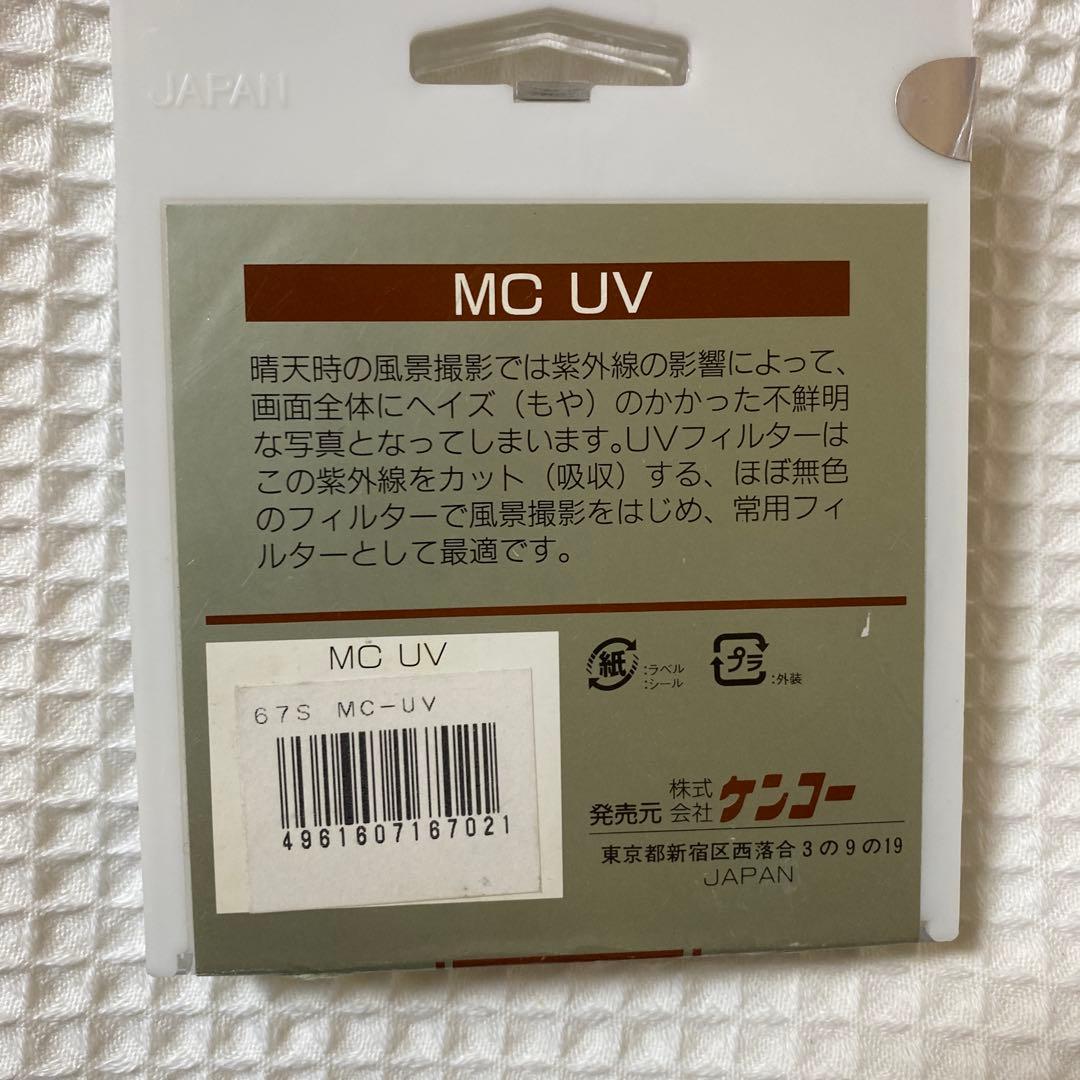 JAPAN
MC UV
晴天時の風景撮影では紫外線の影響によって、
画面全体にヘイズ（もや）のかかった不鮮明
な写真となってしまいます。UVフィルターは
この紫外線をカット（吸収）する、ほぼ無色
のフィルターで風景撮影をはじめ、常用フィ
ルターとして最適です。
MC UV
67S MC-UV
4961607167021
紙 :ラベル
:シール
プラ :外装
発売元 株式会社 ケンコー
東京都新宿区西落合3の9の19
JAPAN